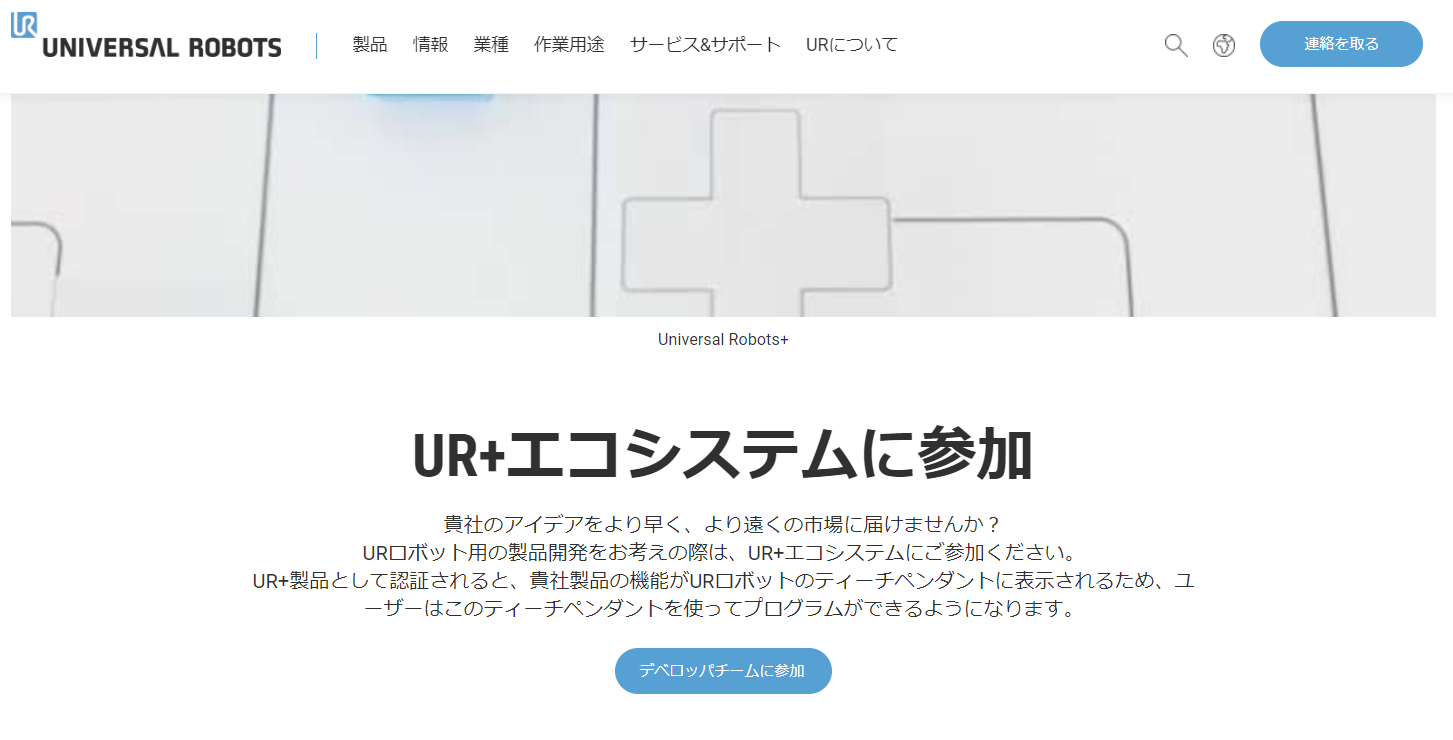 UR
UNIVERSAL ROBOTS
製品 情報 業種 作業用途 サービス&サポート URについて
連絡を取る
Universal Robots+
UR+エコシステムに参加
貴社のアイデアをより早く、より遠くの市場に届けませんか？
URロボット用の製品開発をお考えの際は、UR+エコシステムにご参加ください。
UR+製品として認証されると、貴社製品の機能がURロボットのティーチペンダントに表示されるため、ユ
ーザーはこのティーチペンダントを使ってプログラムができるようになります。
デベロッパチームに参加